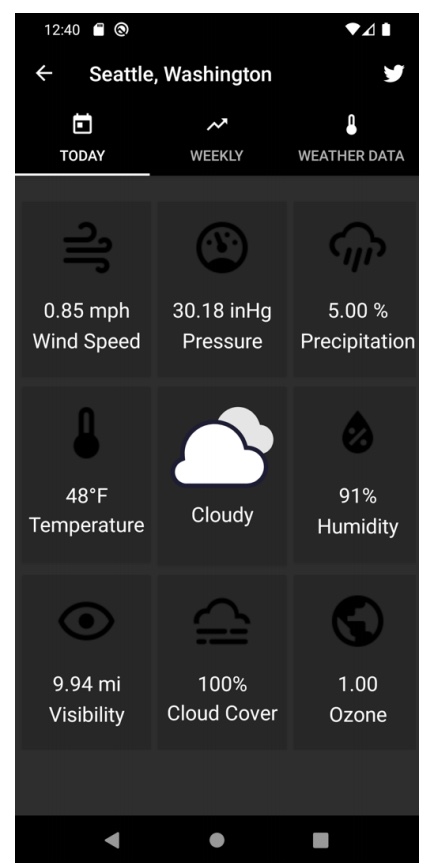 12:40
Seattle, Washington
TODAY
WEEKLY
WEATHER DATA
0.85 mph
Wind Speed
30.18 inHg
Pressure
5.00 %
Precipitation
48°F
Temperature
Cloudy
91%
Humidity
9.94 mi
Visibility
100%
Cloud Cover
1.00
Ozone